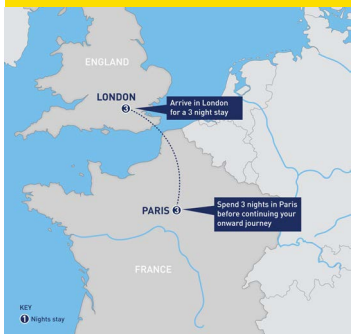 ENGLAND
LONDON
3
Arrive in London
for a 3 night stay
PARIS 3
Spend 3 nights in Paris
before continuing your
onward journey
FRANCE
KEY
1 Nights stay